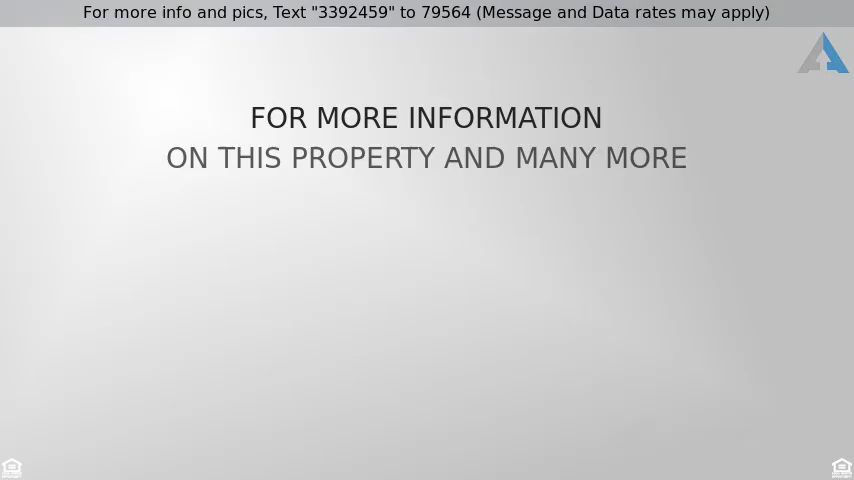 For more info and pics, Text "3392459" to 79564 (Message and Data rates may apply)
FOR MORE INFORMATION
ON THIS PROPERTY AND MANY MORE